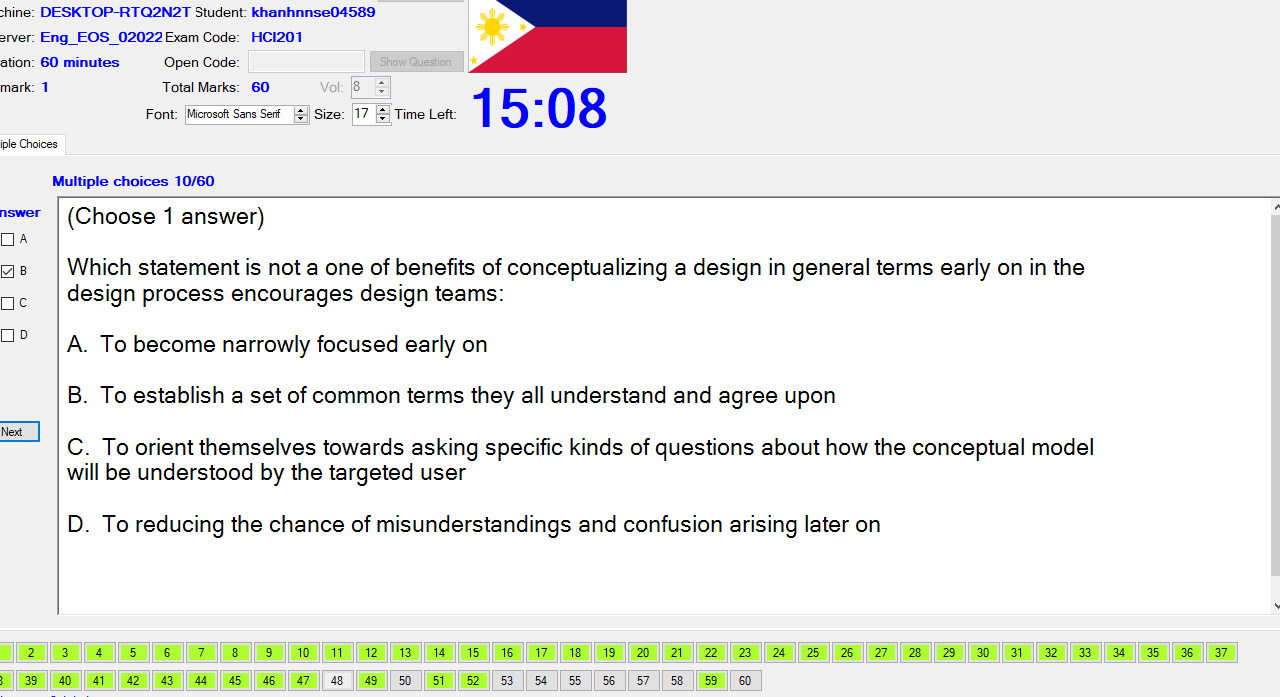 chine: DESKTOP-RTQ2N2T Student: khanhnnse04589
erver: Eng_EOS_02022 Exam Code: HCI201
ation: 60 minutes Open Code: Show Question
mark: 1 Total Marks: 60 Vol: 8
Font: Microsoft Sans Serif Size: 17 Time Left: 15:08
iple Choices
Multiple choices 10/60
nswer
A
B
C
D
Next
(Choose 1 answer)
Which statement is not a one of benefits of conceptualizing a design in general terms early on in the
design process encourages design teams:
A. To become narrowly focused early on
B. To establish a set of common terms they all understand and agree upon
C. To orient themselves towards asking specific kinds of questions about how the conceptual model
will be understood by the targeted user
D. To reducing the chance of misunderstandings and confusion arising later on
2 3 4 5 6 7 8 9 10 11 12 13 14 15 16 17 18 19 20 21 22 23 24 25 26 27 28 29 30 31 32 33 34 35 36 37
39 40 41 42 43 44 45 46 47 48 49 50 51 52 53 54 55 56 57 58 59 60